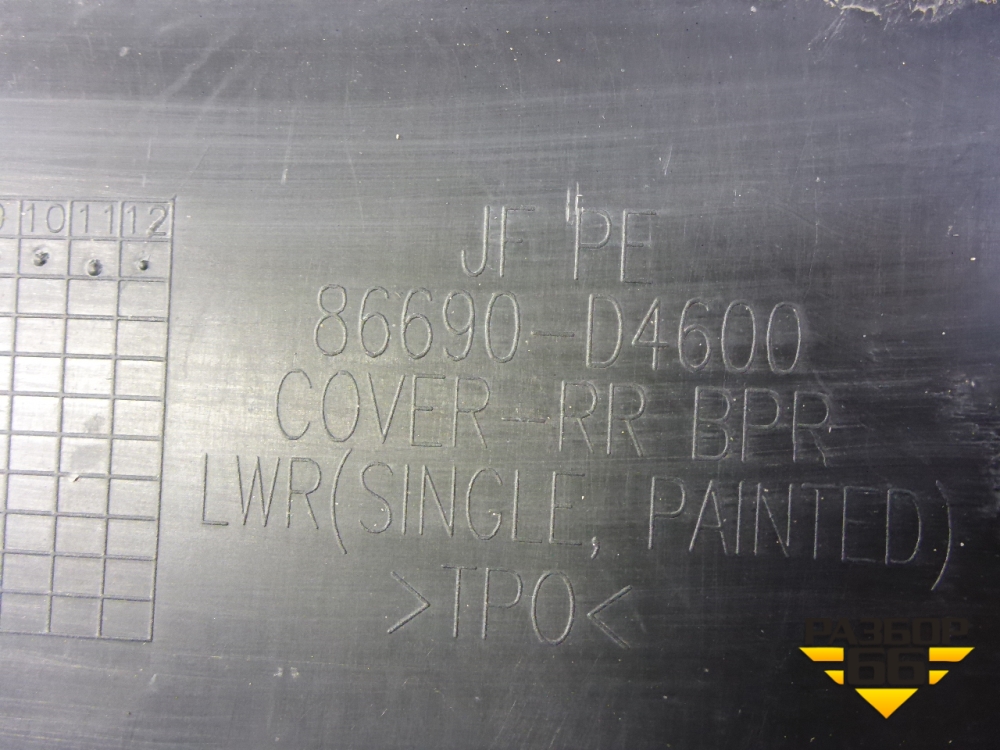 10 11 12
JF PE
86690-D4600
COVER-RR BPR
LWR(SINGLE, PAINTED)
>TPO<
РАЗБОР
66